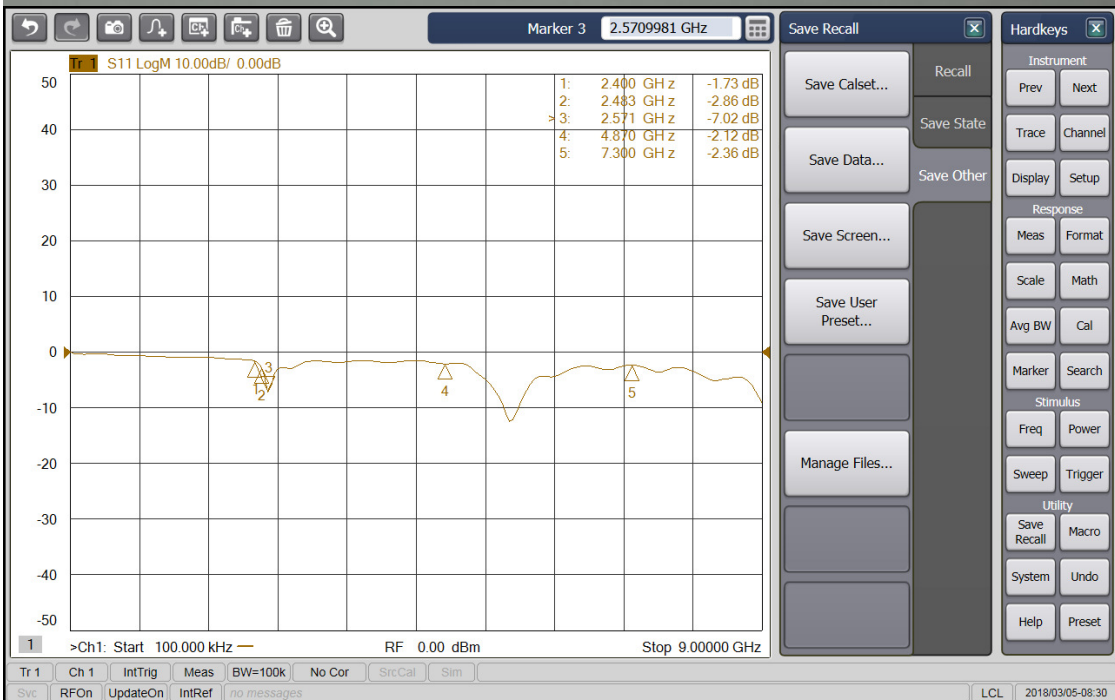 Marker 3 2.5709981 GHz
Tr 1 S11 LogM 10.00dB/ 0.00dB
1: 2.400 GHz -1.73 dB
2: 2.483 GHz -2.86 dB
> 3: 2.571 GHz -7.02 dB
4: 4.870 GHz -2.12 dB
5: 7.300 GHz -2.36 dB
50
40
30
20
10
0
-10
-20
-30
-40
-50
1
2
3
4
5
1 >Ch1: Start 100.000 kHz — RF 0.00 dBm Stop 9.00000 GHz
Save Recall
Save Calset...
Save Data...
Save Screen...
Save User
Preset...
Manage Files...
Recall
Save State
Save Other
Hardkeys
Instrument
Prev Next
Trace Channel
Display Setup
Response
Meas Format
Scale Math
Avg BW Cal
Marker Search
Stimulus
Freq Power
Sweep Trigger
Utility
Save
Recall Macro
System Undo
Help Preset
Tr 1 Ch 1 IntTrig Meas BW=100k No Cor SrcCal Sim
Svc RFOn UpdateOn IntRef no messages LCL 2018/03/05-08:30